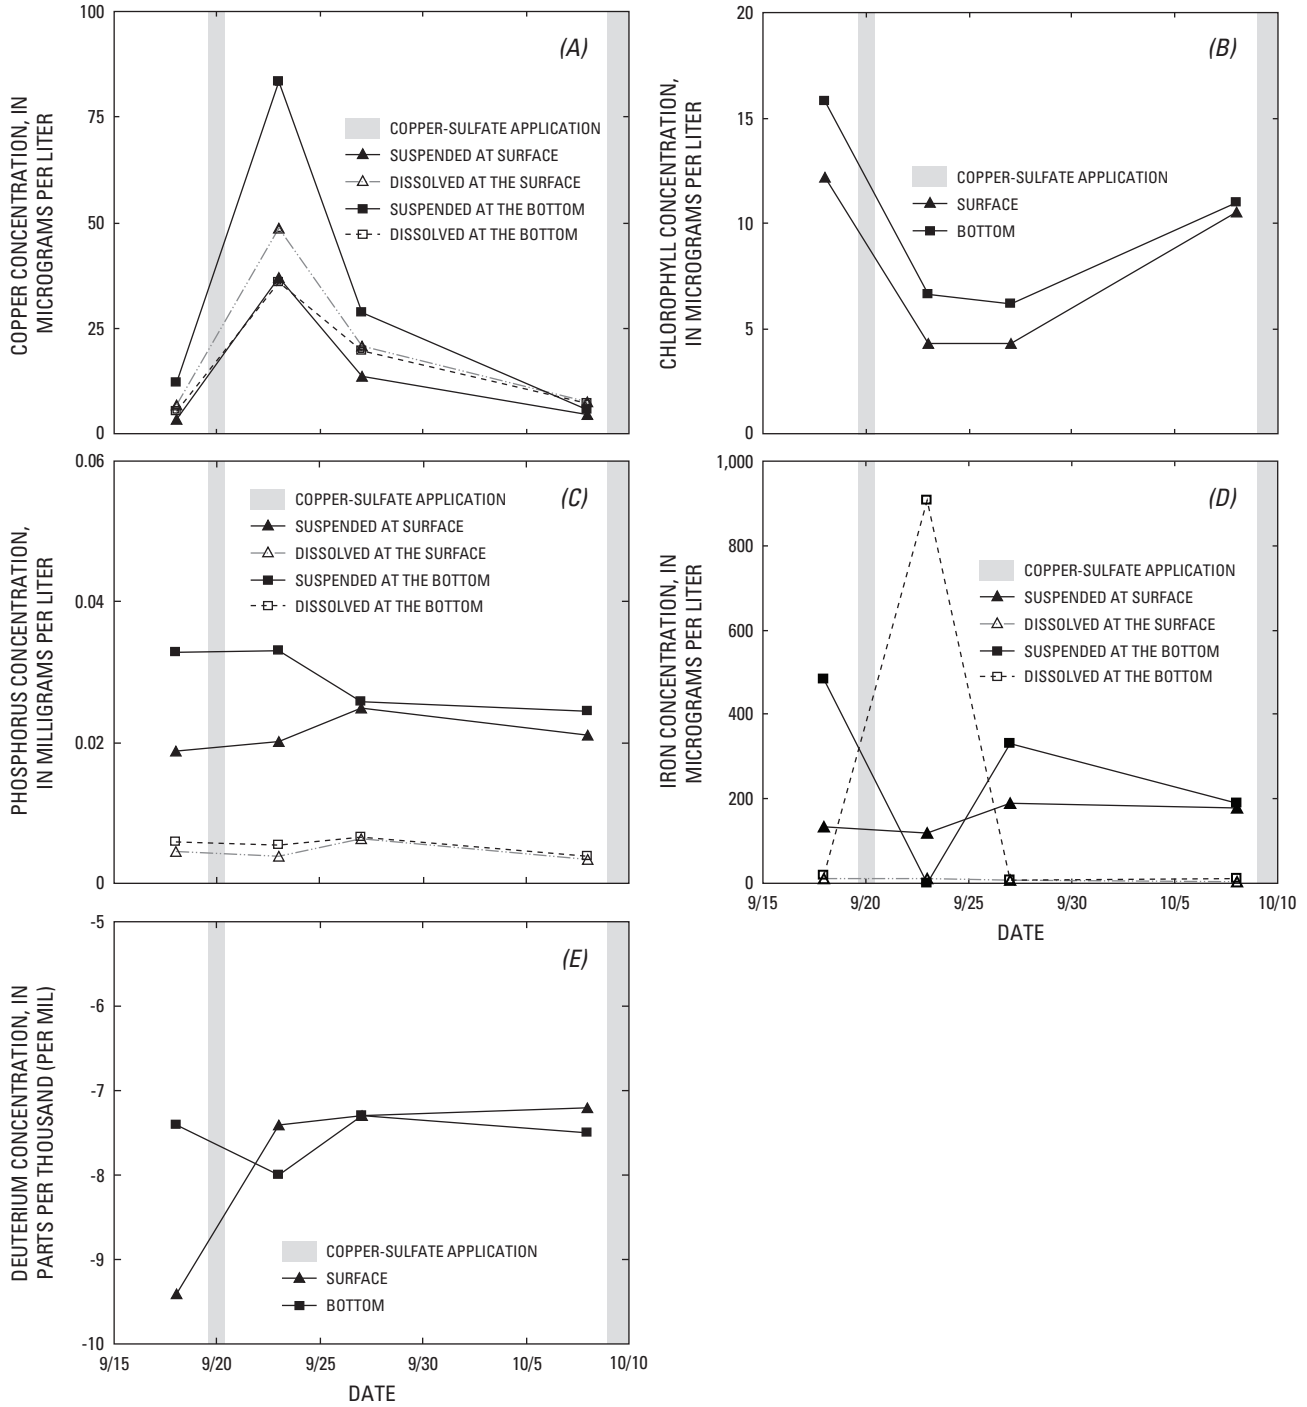 COPPER CONCENTRATION, IN
MICROGRAMS PER LITER
100
75
50
25
0
(A)
COPPER-SULFATE APPLICATION
SUSPENDED AT SURFACE
DISSOLVED AT THE SURFACE
SUSPENDED AT THE BOTTOM
DISSOLVED AT THE BOTTOM
CHLOROPHYLL CONCENTRATION,
IN MICROGRAMS PER LITER
20
15
10
5
0
(B)
COPPER-SULFATE APPLICATION
SURFACE
BOTTOM
PHOSPHORUS CONCENTRATION,
IN MILLIGRAMS PER LITER
0.06
0.04
0.02
0
(C)
COPPER-SULFATE APPLICATION
SUSPENDED AT SURFACE
DISSOLVED AT THE SURFACE
SUSPENDED AT THE BOTTOM
DISSOLVED AT THE BOTTOM
IRON CONCENTRATION, IN
MICROGRAMS PER LITER
1,000
800
600
400
200
0
(D)
COPPER-SULFATE APPLICATION
SUSPENDED AT SURFACE
DISSOLVED AT THE SURFACE
SUSPENDED AT THE BOTTOM
DISSOLVED AT THE BOTTOM
9/15 9/20 9/25 9/30 10/5 10/10
DATE
DEUTERIUM CONCENTRATION, IN
PARTS PER THOUSAND (PER MIL)
-5
-6
-7
-8
-9
-10
(E)
COPPER-SULFATE APPLICATION
SURFACE
BOTTOM
9/15 9/20 9/25 9/30 10/5 10/10
DATE